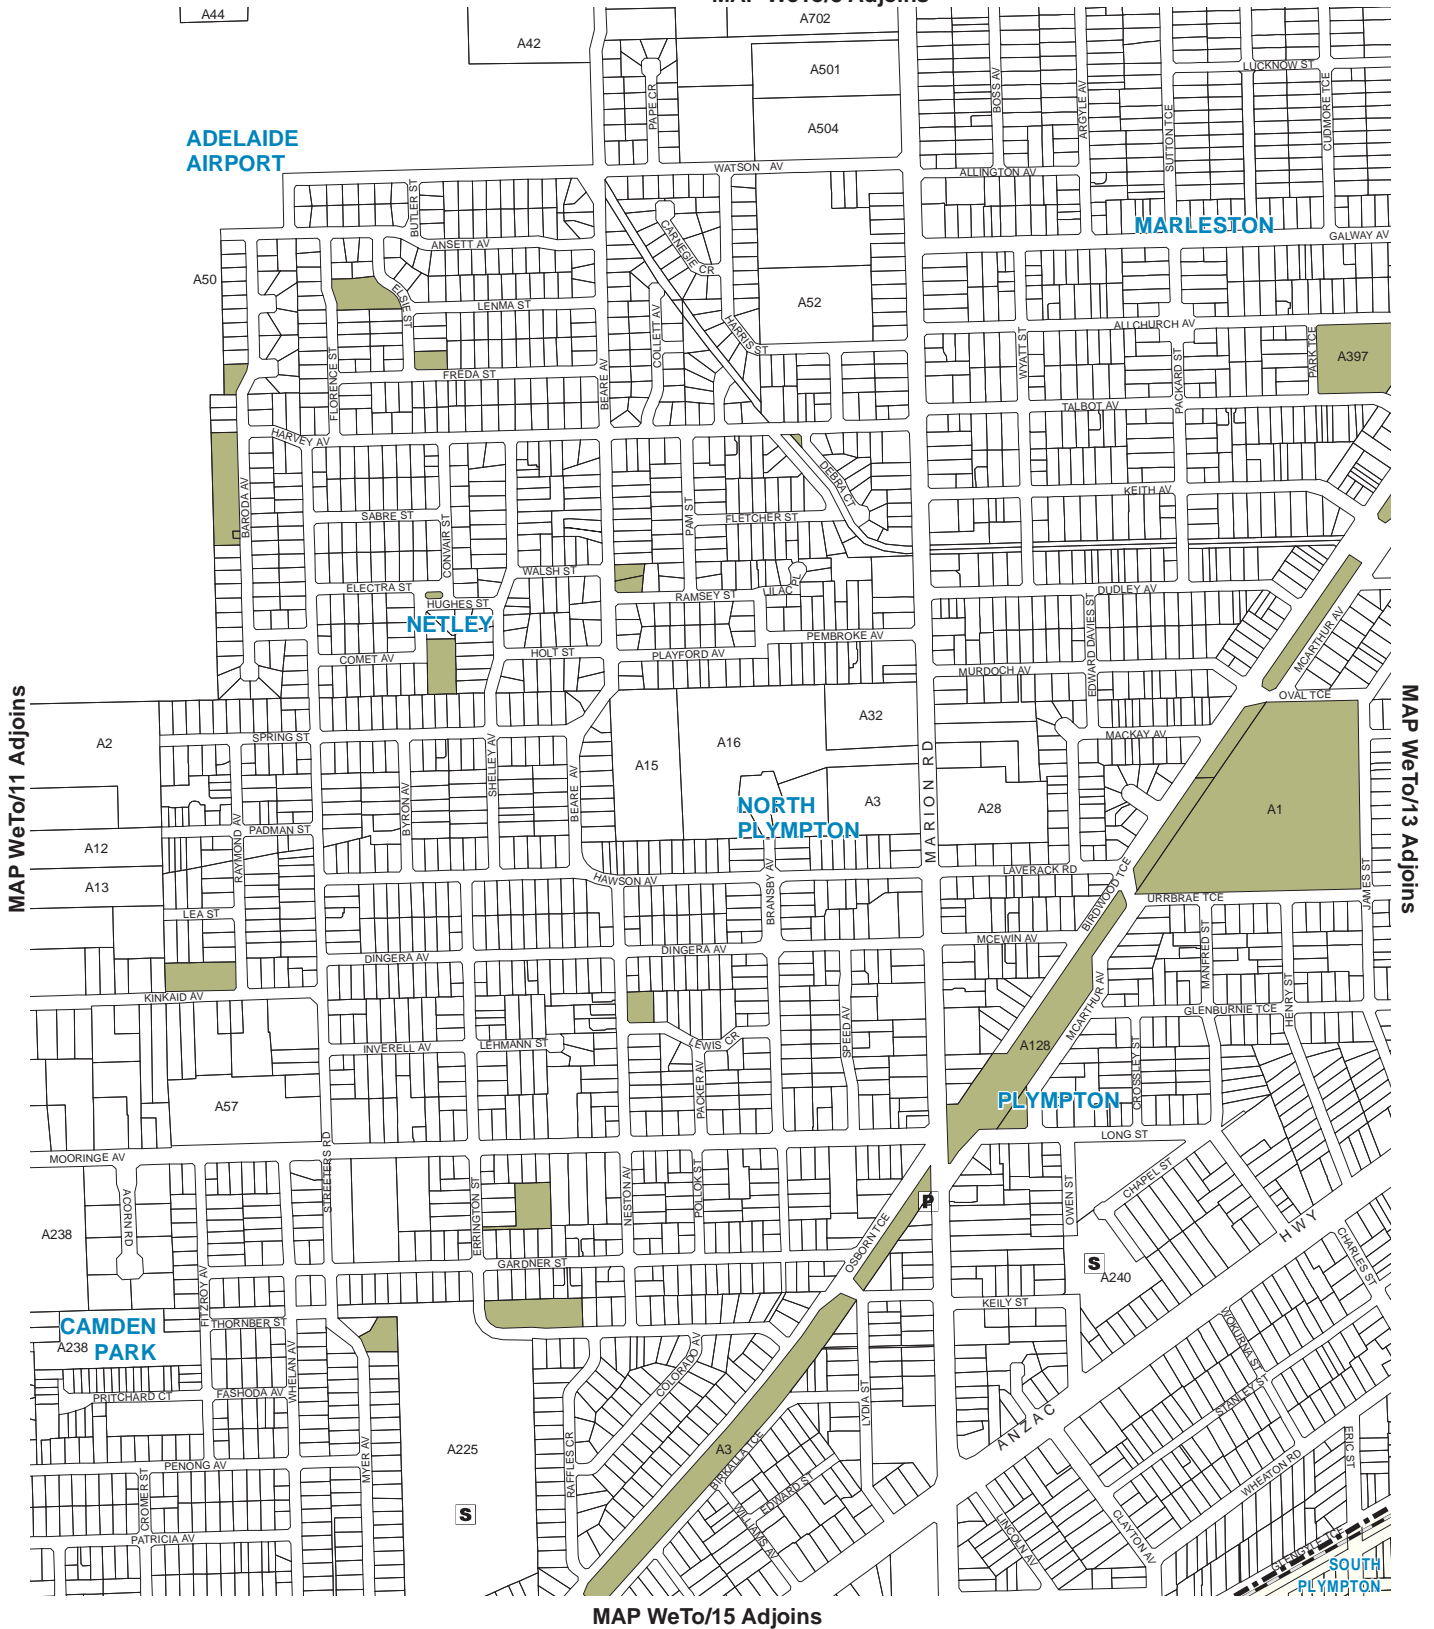 A44
A702
A42
A501
LUCKNOW ST
PAPE CR
BOSS AV
ARGYLE AV
SUTTON TCE
CUDMORE TCE
A504
ADELAIDE
AIRPORT
WATSON AV
ALLINGTON AV
BUTLER ST
MARLESTON
CARNEGIE CR
ANSETT AV
GALWAY AV
A50
ELSIE ST
LENMA ST
A52
COLLETT AV
HARRIS ST
ALLCHURCH AV
WYATT ST
PARK TCE
A397
FLORENCE ST
FREDA ST
BEARE AV
PACKARD ST
TALBOT AV
HARVEY AV
DEBRA CT
BARODA AV
KEITH AV
SABRE ST
CONVAIR ST
PAM ST
FLETCHER ST
WALSH ST
ELECTRA ST
LILAC PL
RAMSEY ST
DUDLEY AV
HUGHES ST
NETLEY
EDWARD DAVIES ST
MCARTHUR AV
PEMBROKE AV
COMET AV
HOLT ST
PLAYFORD AV
MURDOCH AV
OVAL TCE
MAP WeTo/11 Adjoins
MAP WeTo/13 Adjoins
A2
SPRING ST
A32
A16
A15
MACKAY AV
SHELLEY AV
BYRON AV
BEARE AV
MARION RD
NORTH
PLYMPTON
A3
A28
A1
PADMAN ST
RAYMOND AV
A12
A13
HAWSON AV
BRANSBY AV
LAVERACK RD
BIRDWOOD TCE
URRBRAE TCE
JAMES ST
LEA ST
MCEWIN AV
MANFRED ST
DINGERA AV
DINGERA AV
KINKAID AV
HENRY ST
GLENBURNIE TCE
MCARTHUR AV
SPEED AV
INVERELL AV
LEHMANN ST
LEWIS CR
A128
CROSSLEY ST
PACKER AV
A57
PLYMPTON
LONG ST
MOORINGE AV
STREETERS RD
ACORN RD
ERRINGTON ST
NESTON AV
POLLOK ST
P
OWEN ST
CHAPEL ST
A238
OSBORN TCE
HWY
CHARLES ST
S
A240
GARDNER ST
FITZROY AV
KEILY ST
THORNBER ST
CAMDEN
PARK
A238
WHELAN AV
COLORADO AV
WOKURNA ST
PRITCHARD CT
FASHODA AV
LYDIA ST
STANLEY ST
ANZAC
A225
A3
MYER AV
RAFFLES CR
BIRKALLA TCE
ERIC ST
PENONG AV
CROMER ST
WHEATON RD
EDWARD ST
WILLIAMS AV
S
LINCOLN AV
CLAYTON AV
PATRICIA AV
SOUTH
PLYMPTON
MAP WeTo/15 Adjoins